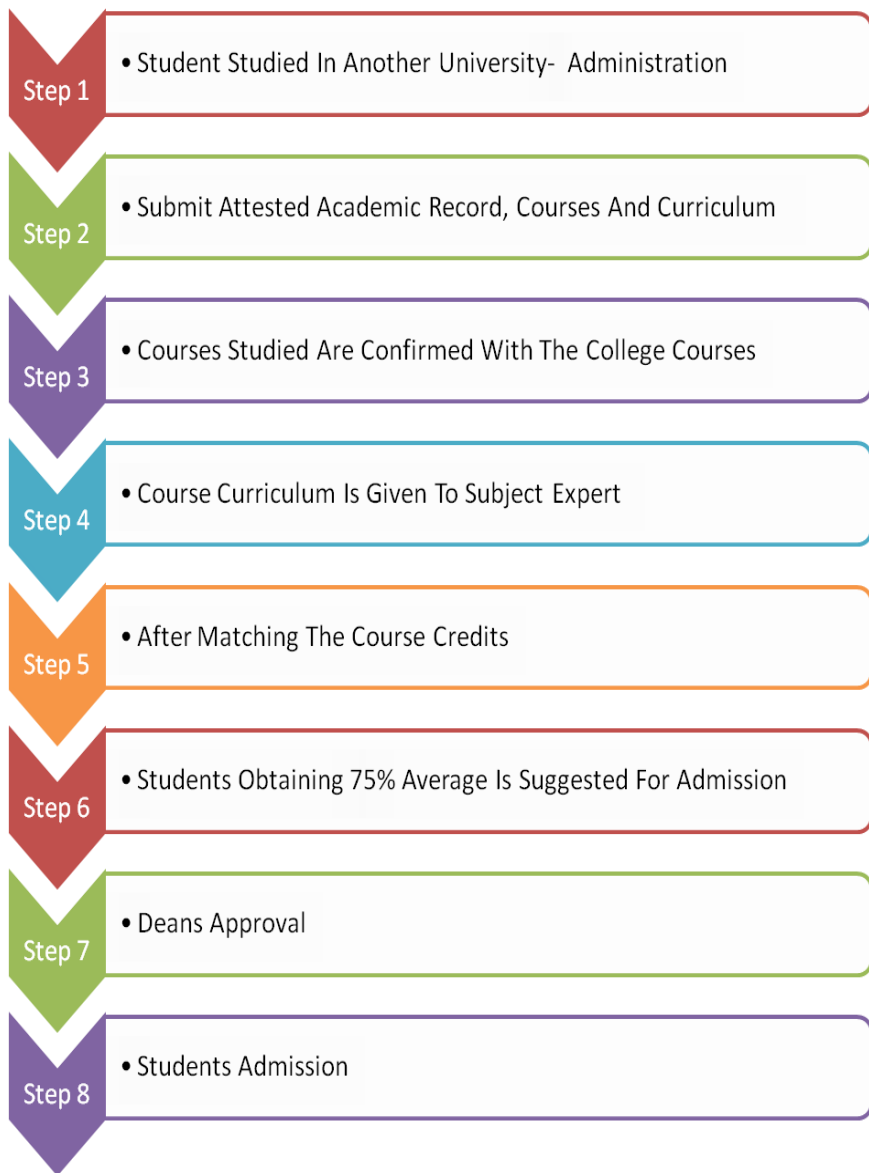 Step 1
• Student Studied In Another University- Administration
Step 2
• Submit Attested Academic Record, Courses And Curriculum
Step 3
• Courses Studied Are Confirmed With The College Courses
Step 4
• Course Curriculum Is Given To Subject Expert
Step 5
• After Matching The Course Credits
Step 6
• Students Obtaining 75% Average Is Suggested For Admission
Step 7
• Deans Approval
Step 8
• Students Admission